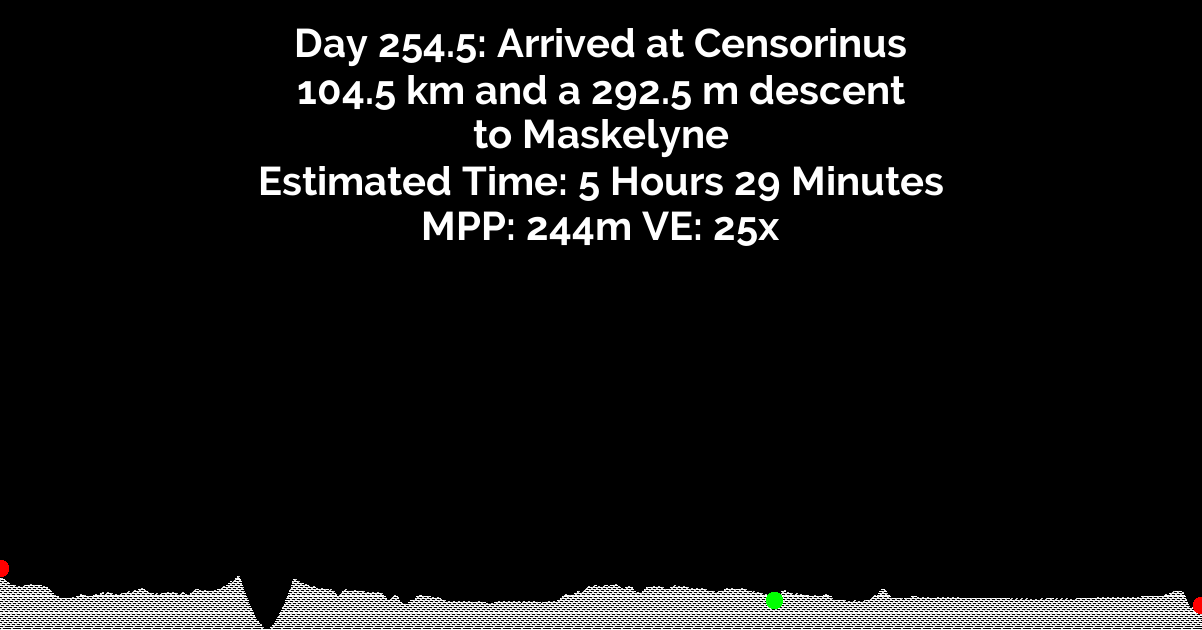 Day 254.5: Arrived at Censorinus
104.5 km and a 292.5 m descent
to Maskelyne
Estimated Time: 5 Hours 29 Minutes
MPP: 244m VE: 25x